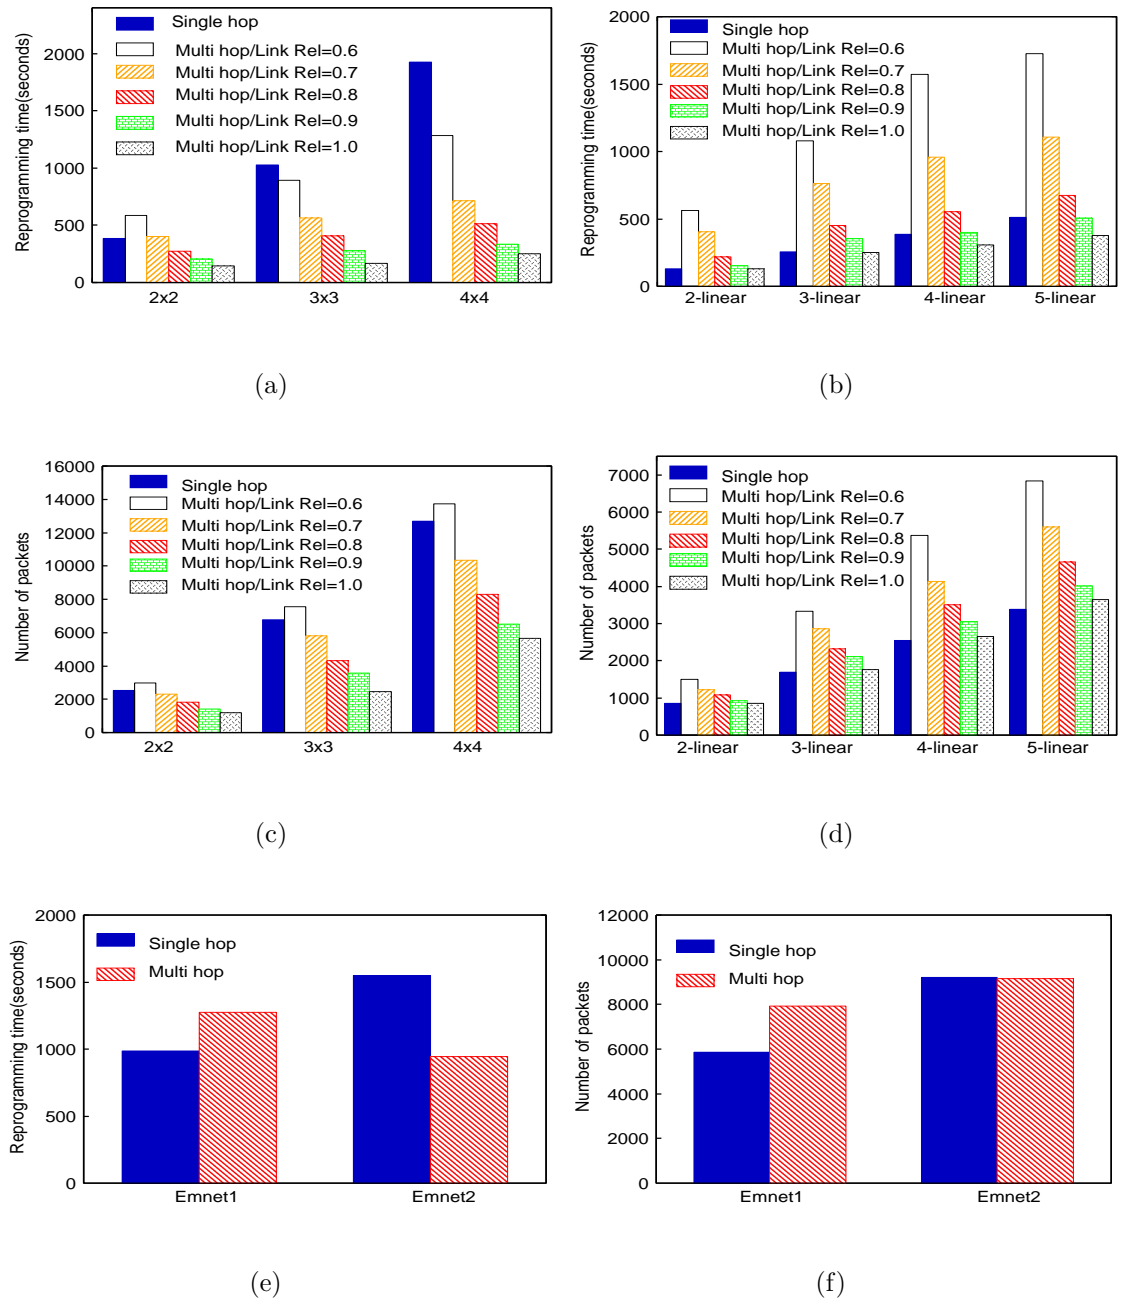 Reprogramming time(seconds)
2000
1500
1000
500
0
Single hop
Multi hop/Link Rel=0.6
Multi hop/Link Rel=0.7
Multi hop/Link Rel=0.8
Multi hop/Link Rel=0.9
Multi hop/Link Rel=1.0
2x2
3x3
4x4
(a)
Reprogramming time(seconds)
2000
1500
1000
500
0
Single hop
Multi hop/Link Rel=0.6
Multi hop/Link Rel=0.7
Multi hop/Link Rel=0.8
Multi hop/Link Rel=0.9
Multi hop/Link Rel=1.0
2-linear
3-linear
4-linear
5-linear
(b)
Number of packets
16000
14000
12000
10000
8000
6000
4000
2000
0
Single hop
Multi hop/Link Rel=0.6
Multi hop/Link Rel=0.7
Multi hop/Link Rel=0.8
Multi hop/Link Rel=0.9
Multi hop/Link Rel=1.0
2x2
3x3
4x4
(c)
Number of packets
7000
6000
5000
4000
3000
2000
1000
0
Single hop
Multi hop/Link Rel=0.6
Multi hop/Link Rel=0.7
Multi hop/Link Rel=0.8
Multi hop/Link Rel=0.9
Multi hop/Link Rel=1.0
2-linear
3-linear
4-linear
5-linear
(d)
Reprogramming time(seconds)
2000
1500
1000
500
0
Single hop
Multi hop
Emnet1
Emnet2
(e)
Number of packets
12000
10000
8000
6000
4000
2000
0
Single hop
Multi hop
Emnet1
Emnet2
(f)